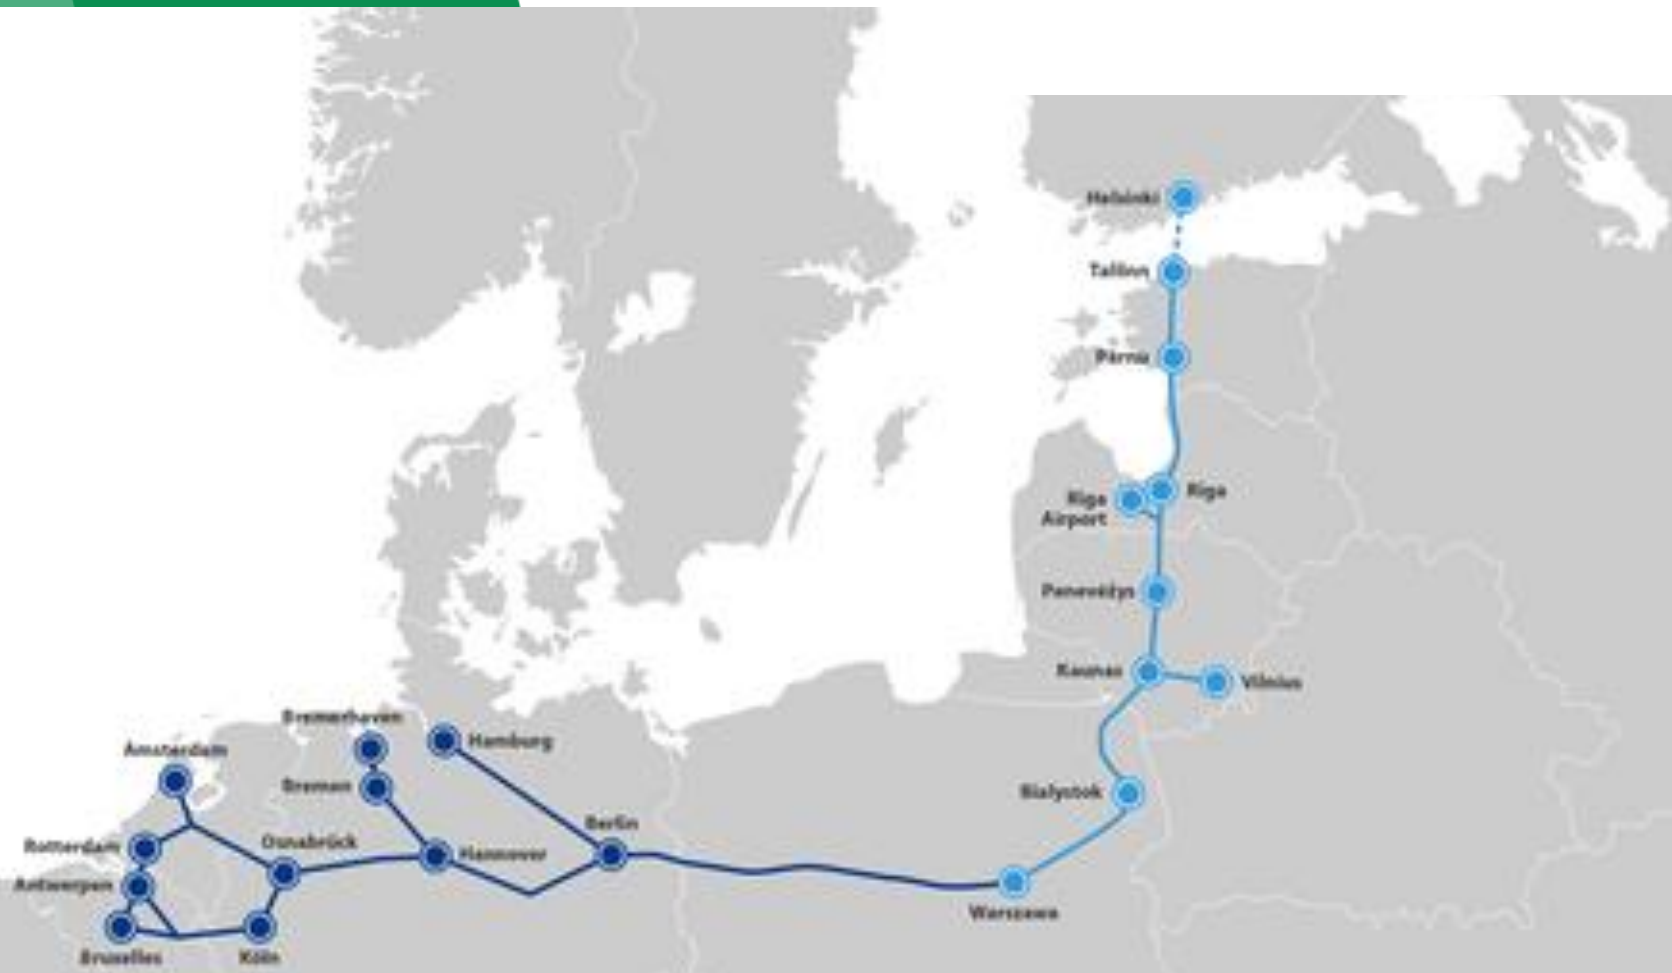 Helsinki
Tallinn
Pärnu
Riga
Riga
Airport
Panevėžys
Kaunas
Vilnius
Bremerhaven
Hamburg
Amsterdam
Bremen
Bialystok
Berlin
Rotterdam
Osnabrück
Hannover
Antwerpen
Warszawa
Bruxelles
Köln